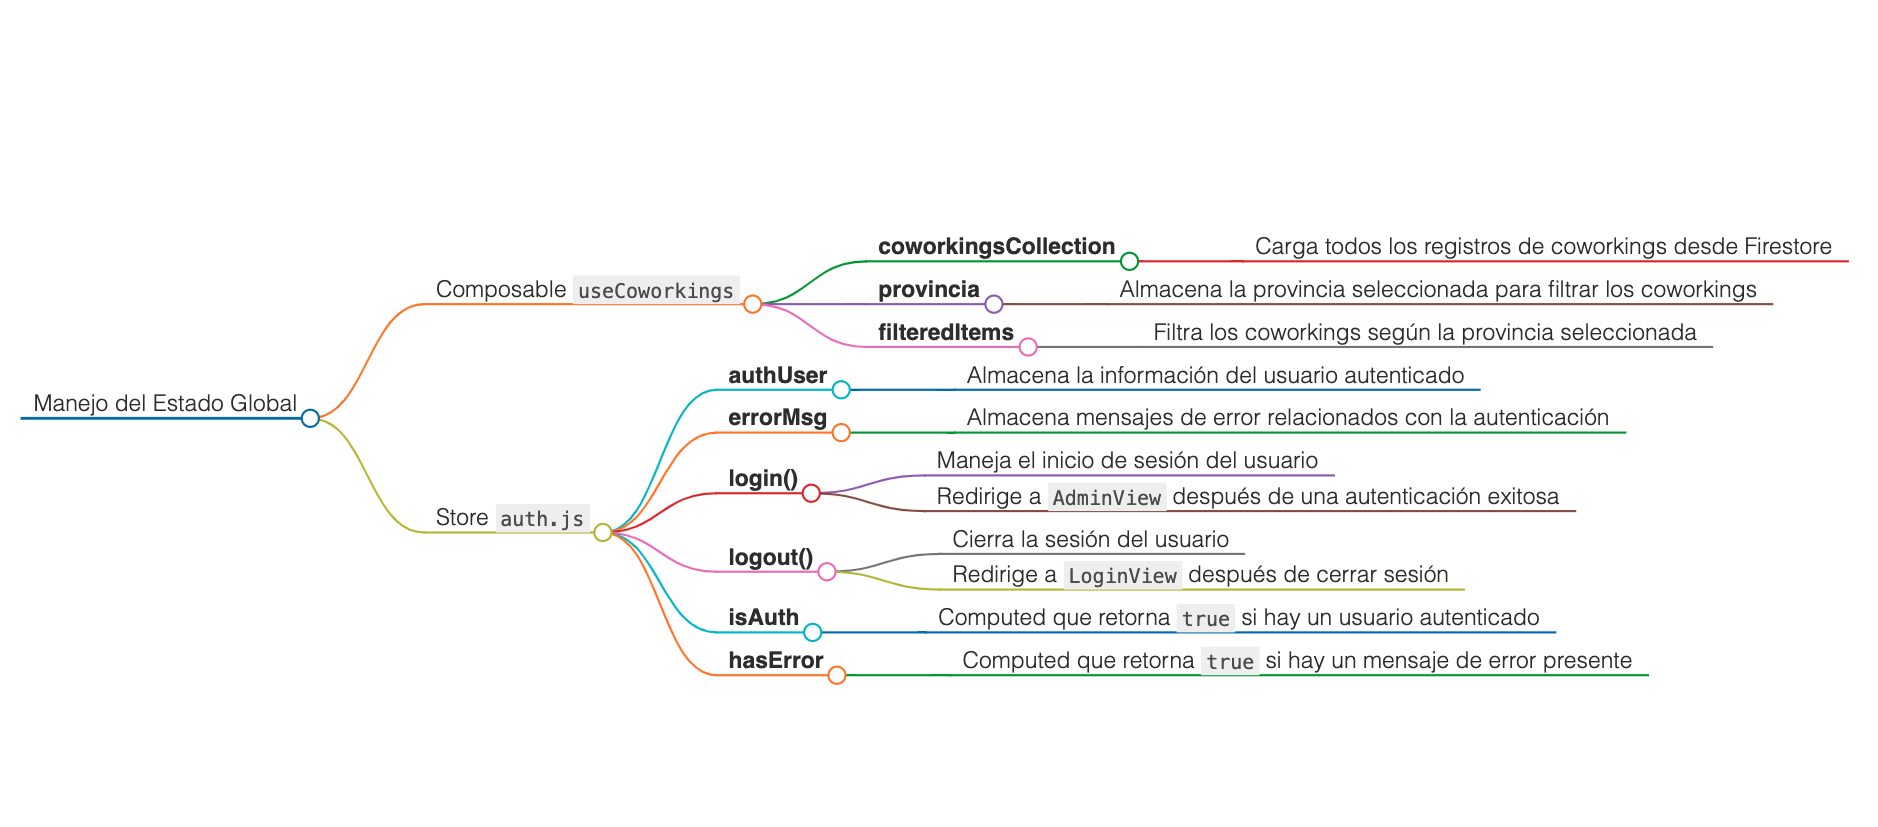 Manejo del Estado Global
Composable useCoworkings
coworkingsCollection
Carga todos los registros de coworkings desde Firestore
provincia
Almacena la provincia seleccionada para filtrar los coworkings
filteredItems
Filtra los coworkings según la provincia seleccionada
Store auth.js
authUser
Almacena la información del usuario autenticado
errorMsg
Almacena mensajes de error relacionados con la autenticación
login()
Maneja el inicio de sesión del usuario
Redirige a AdminView después de una autenticación exitosa
logout()
Cierra la sesión del usuario
Redirige a LoginView después de cerrar sesión
isAuth
Computed que retorna true si hay un usuario autenticado
hasError
Computed que retorna true si hay un mensaje de error presente